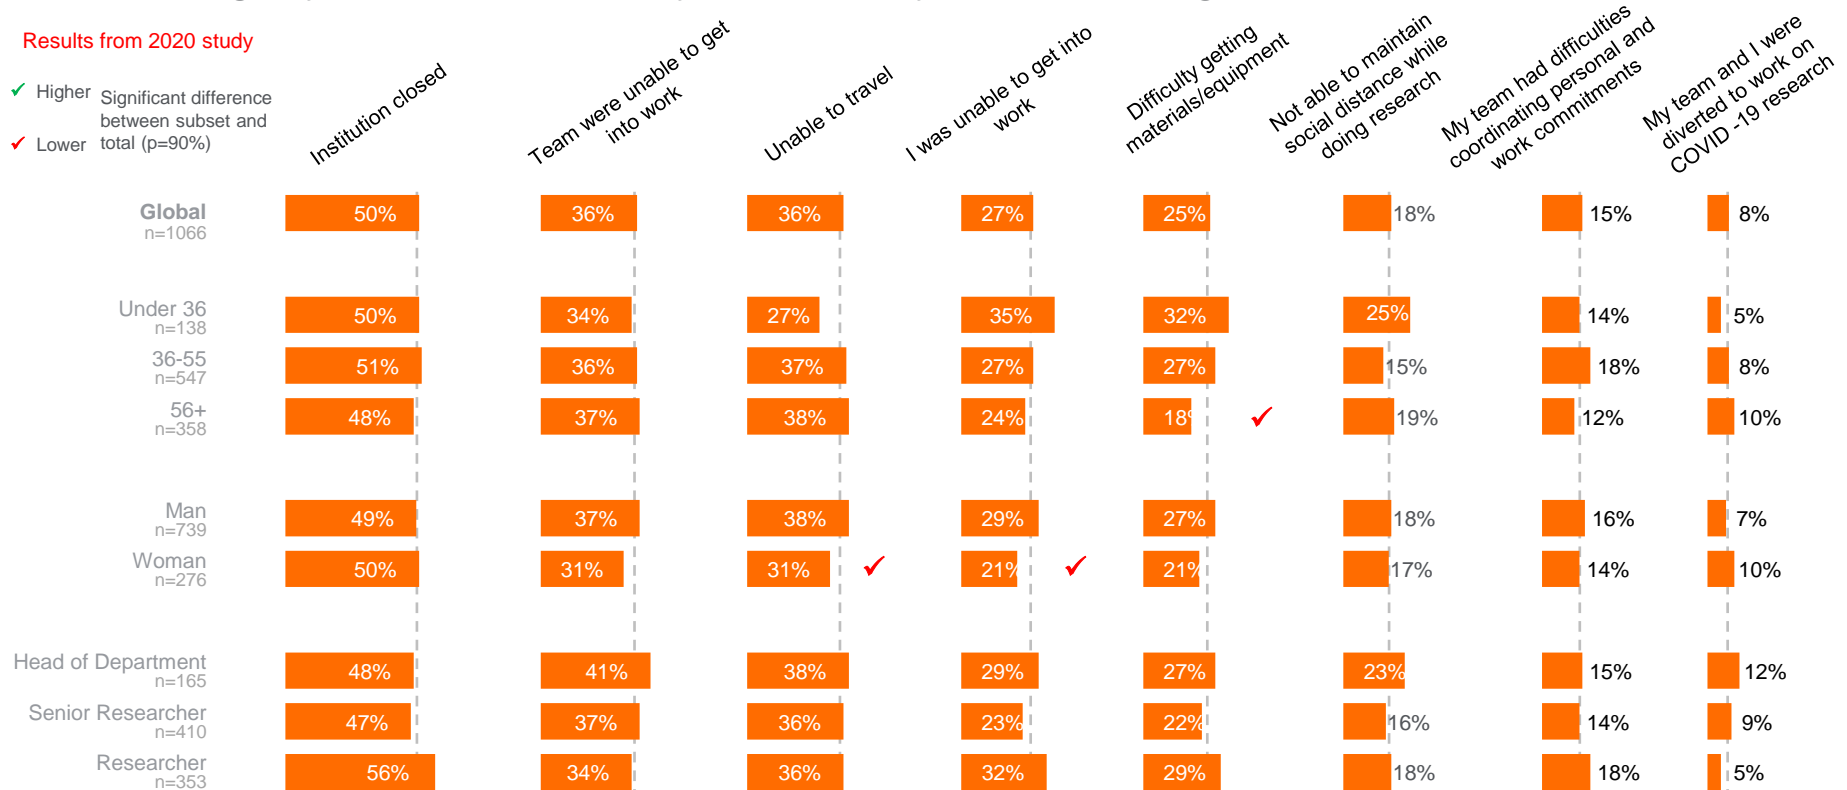 Results from 2020 study
✓ Higher
✓ Lower
Significant difference
between subset and
total (p=90%)
Institution closed
Team were unable to get
into work
Unable to travel
I was unable to get into
work
Difficulty getting
materials/equipment
Not able to maintain
social distance while
doing research
My team had difficulties
coordinating personal and
work commitments
My team and I were
diverted to work on
COVID -19 research
Global
n=1066
50% 36% 36% 27% 25% 18% 15% 8%
Under 36
n=138
50% 34% 27% 35% 32% 25% 14% 5%
36-55
n=547
51% 36% 37% 27% 27% 15% 18% 8%
56+
n=358
48% 37% 38% 24% 18% ✓ 19% 12% 10%
Man
n=739
49% 37% 38% 29% 27% 18% 16% 7%
Woman
n=276
50% 31% 31% ✓ 21% ✓ 21% 17% 14% 10%
Head of Department
n=165
48% 41% 38% 29% 27% 23% 15% 12%
Senior Researcher
n=410
47% 37% 36% 23% 22% 16% 14% 9%
Researcher
n=353
56% 34% 36% 32% 29% 18% 18% 5%